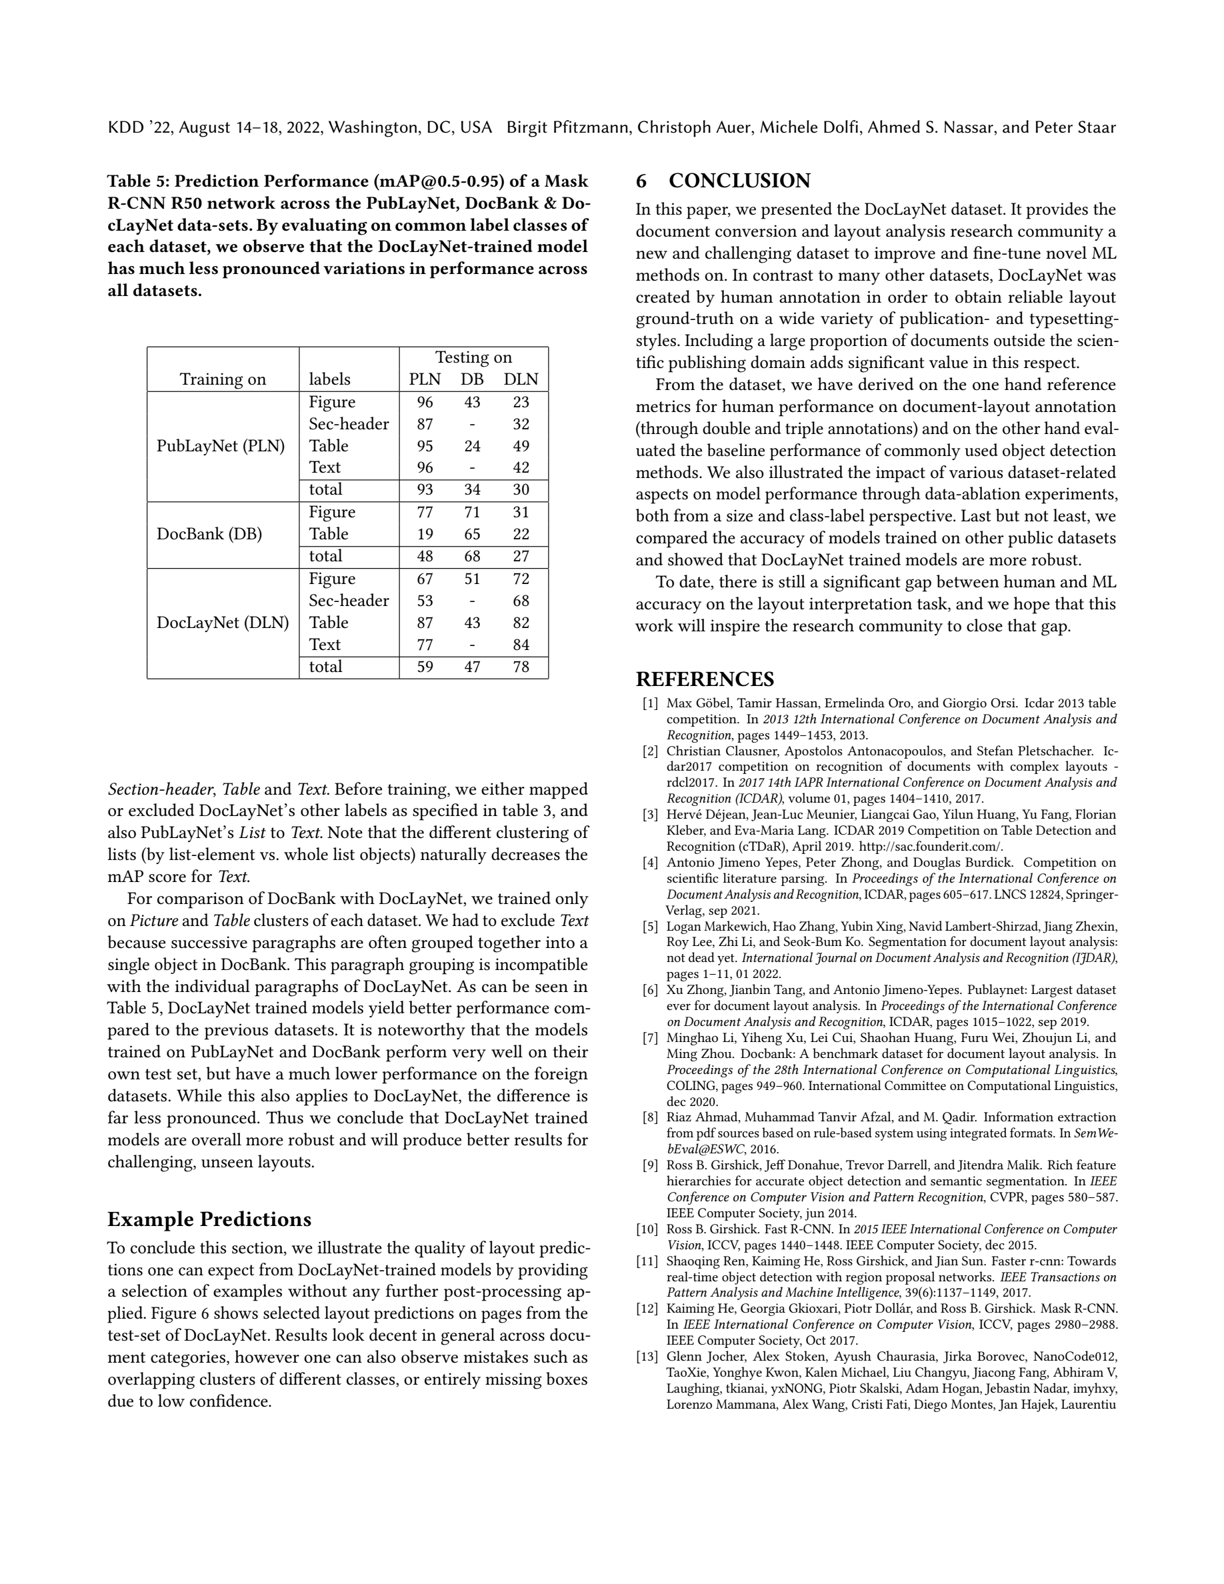 KDD ’22, August 14–18, 2022, Washington, DC, USA Birgit Pfitzmann, Christoph Auer, Michele Dolfi, Ahmed S. Nassar, and Peter Staar
Table 5: Prediction Performance (mAP@0.5-0.95) of a Mask
R-CNN R50 network across the PubLayNet, DocBank & Do-
cLayNet data-sets. By evaluating on common label classes of
each dataset, we observe that the DocLayNet-trained model
has much less pronounced variations in performance across
all datasets.
Testing on
Training on labels PLN DB DLN
Figure 96 43 23
Sec-header 87 - 32
PubLayNet (PLN) Table 95 24 49
Text 96 - 42
total 93 34 30
Figure 77 71 31
DocBank (DB) Table 19 65 22
total 48 68 27
Figure 67 51 72
Sec-header 53 - 68
DocLayNet (DLN) Table 87 43 82
Text 77 - 84
total 59 47 78
Section-header, Table and Text. Before training, we either mapped
or excluded DocLayNet’s other labels as specified in table 3, and
also PubLayNet’s List to Text. Note that the different clustering of
lists (by list-element vs. whole list objects) naturally decreases the
mAP score for Text.
For comparison of DocBank with DocLayNet, we trained only
on Picture and Table clusters of each dataset. We had to exclude Text
because successive paragraphs are often grouped together into a
single object in DocBank. This paragraph grouping is incompatible
with the individual paragraphs of DocLayNet. As can be seen in
Table 5, DocLayNet trained models yield better performance com-
pared to the previous datasets. It is noteworthy that the models
trained on PubLayNet and DocBank perform very well on their
own test set, but have a much lower performance on the foreign
datasets. While this also applies to DocLayNet, the difference is
far less pronounced. Thus we conclude that DocLayNet trained
models are overall more robust and will produce better results for
challenging, unseen layouts.
Example Predictions
To conclude this section, we illustrate the quality of layout predic-
tions one can expect from DocLayNet-trained models by providing
a selection of examples without any further post-processing ap-
plied. Figure 6 shows selected layout predictions on pages from the
test-set of DocLayNet. Results look decent in general across docu-
ment categories, however one can also observe mistakes such as
overlapping clusters of different classes, or entirely missing boxes
due to low confidence.
6 CONCLUSION
In this paper, we presented the DocLayNet dataset. It provides the
document conversion and layout analysis research community a
new and challenging dataset to improve and fine-tune novel ML
methods on. In contrast to many other datasets, DocLayNet was
created by human annotation in order to obtain reliable layout
ground-truth on a wide variety of publication- and typesetting-
styles. Including a large proportion of documents outside the scien-
tific publishing domain adds significant value in this respect.
From the dataset, we have derived on the one hand reference
metrics for human performance on document-layout annotation
(through double and triple annotations) and on the other hand eval-
uated the baseline performance of commonly used object detection
methods. We also illustrated the impact of various dataset-related
aspects on model performance through data-ablation experiments,
both from a size and class-label perspective. Last but not least, we
compared the accuracy of models trained on other public datasets
and showed that DocLayNet trained models are more robust.
To date, there is still a significant gap between human and ML
accuracy on the layout interpretation task, and we hope that this
work will inspire the research community to close that gap.
REFERENCES
[1] Max Göbel, Tamir Hassan, Ermelinda Oro, and Giorgio Orsi. Icdar 2013 table
competition. In 2013 12th International Conference on Document Analysis and
Recognition, pages 1449–1453, 2013.
[2] Christian Clausner, Apostolos Antonacopoulos, and Stefan Pletschacher. Ic-
dar2017 competition on recognition of documents with complex layouts -
rdcl2017. In 2017 14th IAPR International Conference on Document Analysis and
Recognition (ICDAR), volume 01, pages 1404–1410, 2017.
[3] Hervé Déjean, Jean-Luc Meunier, Liangcai Gao, Yilun Huang, Yu Fang, Florian
Kleber, and Eva-Maria Lang. ICDAR 2019 Competition on Table Detection and
Recognition (cTDaR), April 2019. http://sac.founderit.com/.
[4] Antonio Jimeno Yepes, Peter Zhong, and Douglas Burdick. Competition on
scientific literature parsing. In Proceedings of the International Conference on
Document Analysis and Recognition, ICDAR, pages 605–617. LNCS 12824, Springer-
Verlag, sep 2021.
[5] Logan Markewich, Hao Zhang, Yubin Xing, Navid Lambert-Shirzad, Jiang Zhexin,
Roy Lee, Zhi Li, and Seok-Bum Ko. Segmentation for document layout analysis:
not dead yet. International Journal on Document Analysis and Recognition (IJDAR),
pages 1–11, 01 2022.
[6] Xu Zhong, Jianbin Tang, and Antonio Jimeno-Yepes. Publaynet: Largest dataset
ever for document layout analysis. In Proceedings of the International Conference
on Document Analysis and Recognition, ICDAR, pages 1015–1022, sep 2019.
[7] Minghao Li, Yiheng Xu, Lei Cui, Shaohan Huang, Furu Wei, Zhoujun Li, and
Ming Zhou. Docbank: A benchmark dataset for document layout analysis. In
Proceedings of the 28th International Conference on Computational Linguistics,
COLING, pages 949–960. International Committee on Computational Linguistics,
dec 2020.
[8] Riaz Ahmad, Muhammad Tanvir Afzal, and M. Qadir. Information extraction
from pdf sources based on rule-based system using integrated formats. In SemWe-
bEval@ESWC, 2016.
[9] Ross B. Girshick, Jeff Donahue, Trevor Darrell, and Jitendra Malik. Rich feature
hierarchies for accurate object detection and semantic segmentation. In IEEE
Conference on Computer Vision and Pattern Recognition, CVPR, pages 580–587.
IEEE Computer Society, jun 2014.
[10] Ross B. Girshick. Fast R-CNN. In 2015 IEEE International Conference on Computer
Vision, ICCV, pages 1440–1448. IEEE Computer Society, dec 2015.
[11] Shaoqing Ren, Kaiming He, Ross Girshick, and Jian Sun. Faster r-cnn: Towards
real-time object detection with region proposal networks. IEEE Transactions on
Pattern Analysis and Machine Intelligence, 39(6):1137–1149, 2017.
[12] Kaiming He, Georgia Gkioxari, Piotr Dollár, and Ross B. Girshick. Mask R-CNN.
In IEEE International Conference on Computer Vision, ICCV, pages 2980–2988.
IEEE Computer Society, Oct 2017.
[13] Glenn Jocher, Alex Stoken, Ayush Chaurasia, Jirka Borovec, NanoCode012,
TaoXie, Yonghye Kwon, Kalen Michael, Liu Changyu, Jiacong Fang, Abhiram V,
Laughing, tkianai, yxNONG, Piotr Skalski, Adam Hogan, Jebastin Nadar, imyhxy,
Lorenzo Mammana, Alex Wang, Cristi Fati, Diego Montes, Jan Hajek, Laurentiu